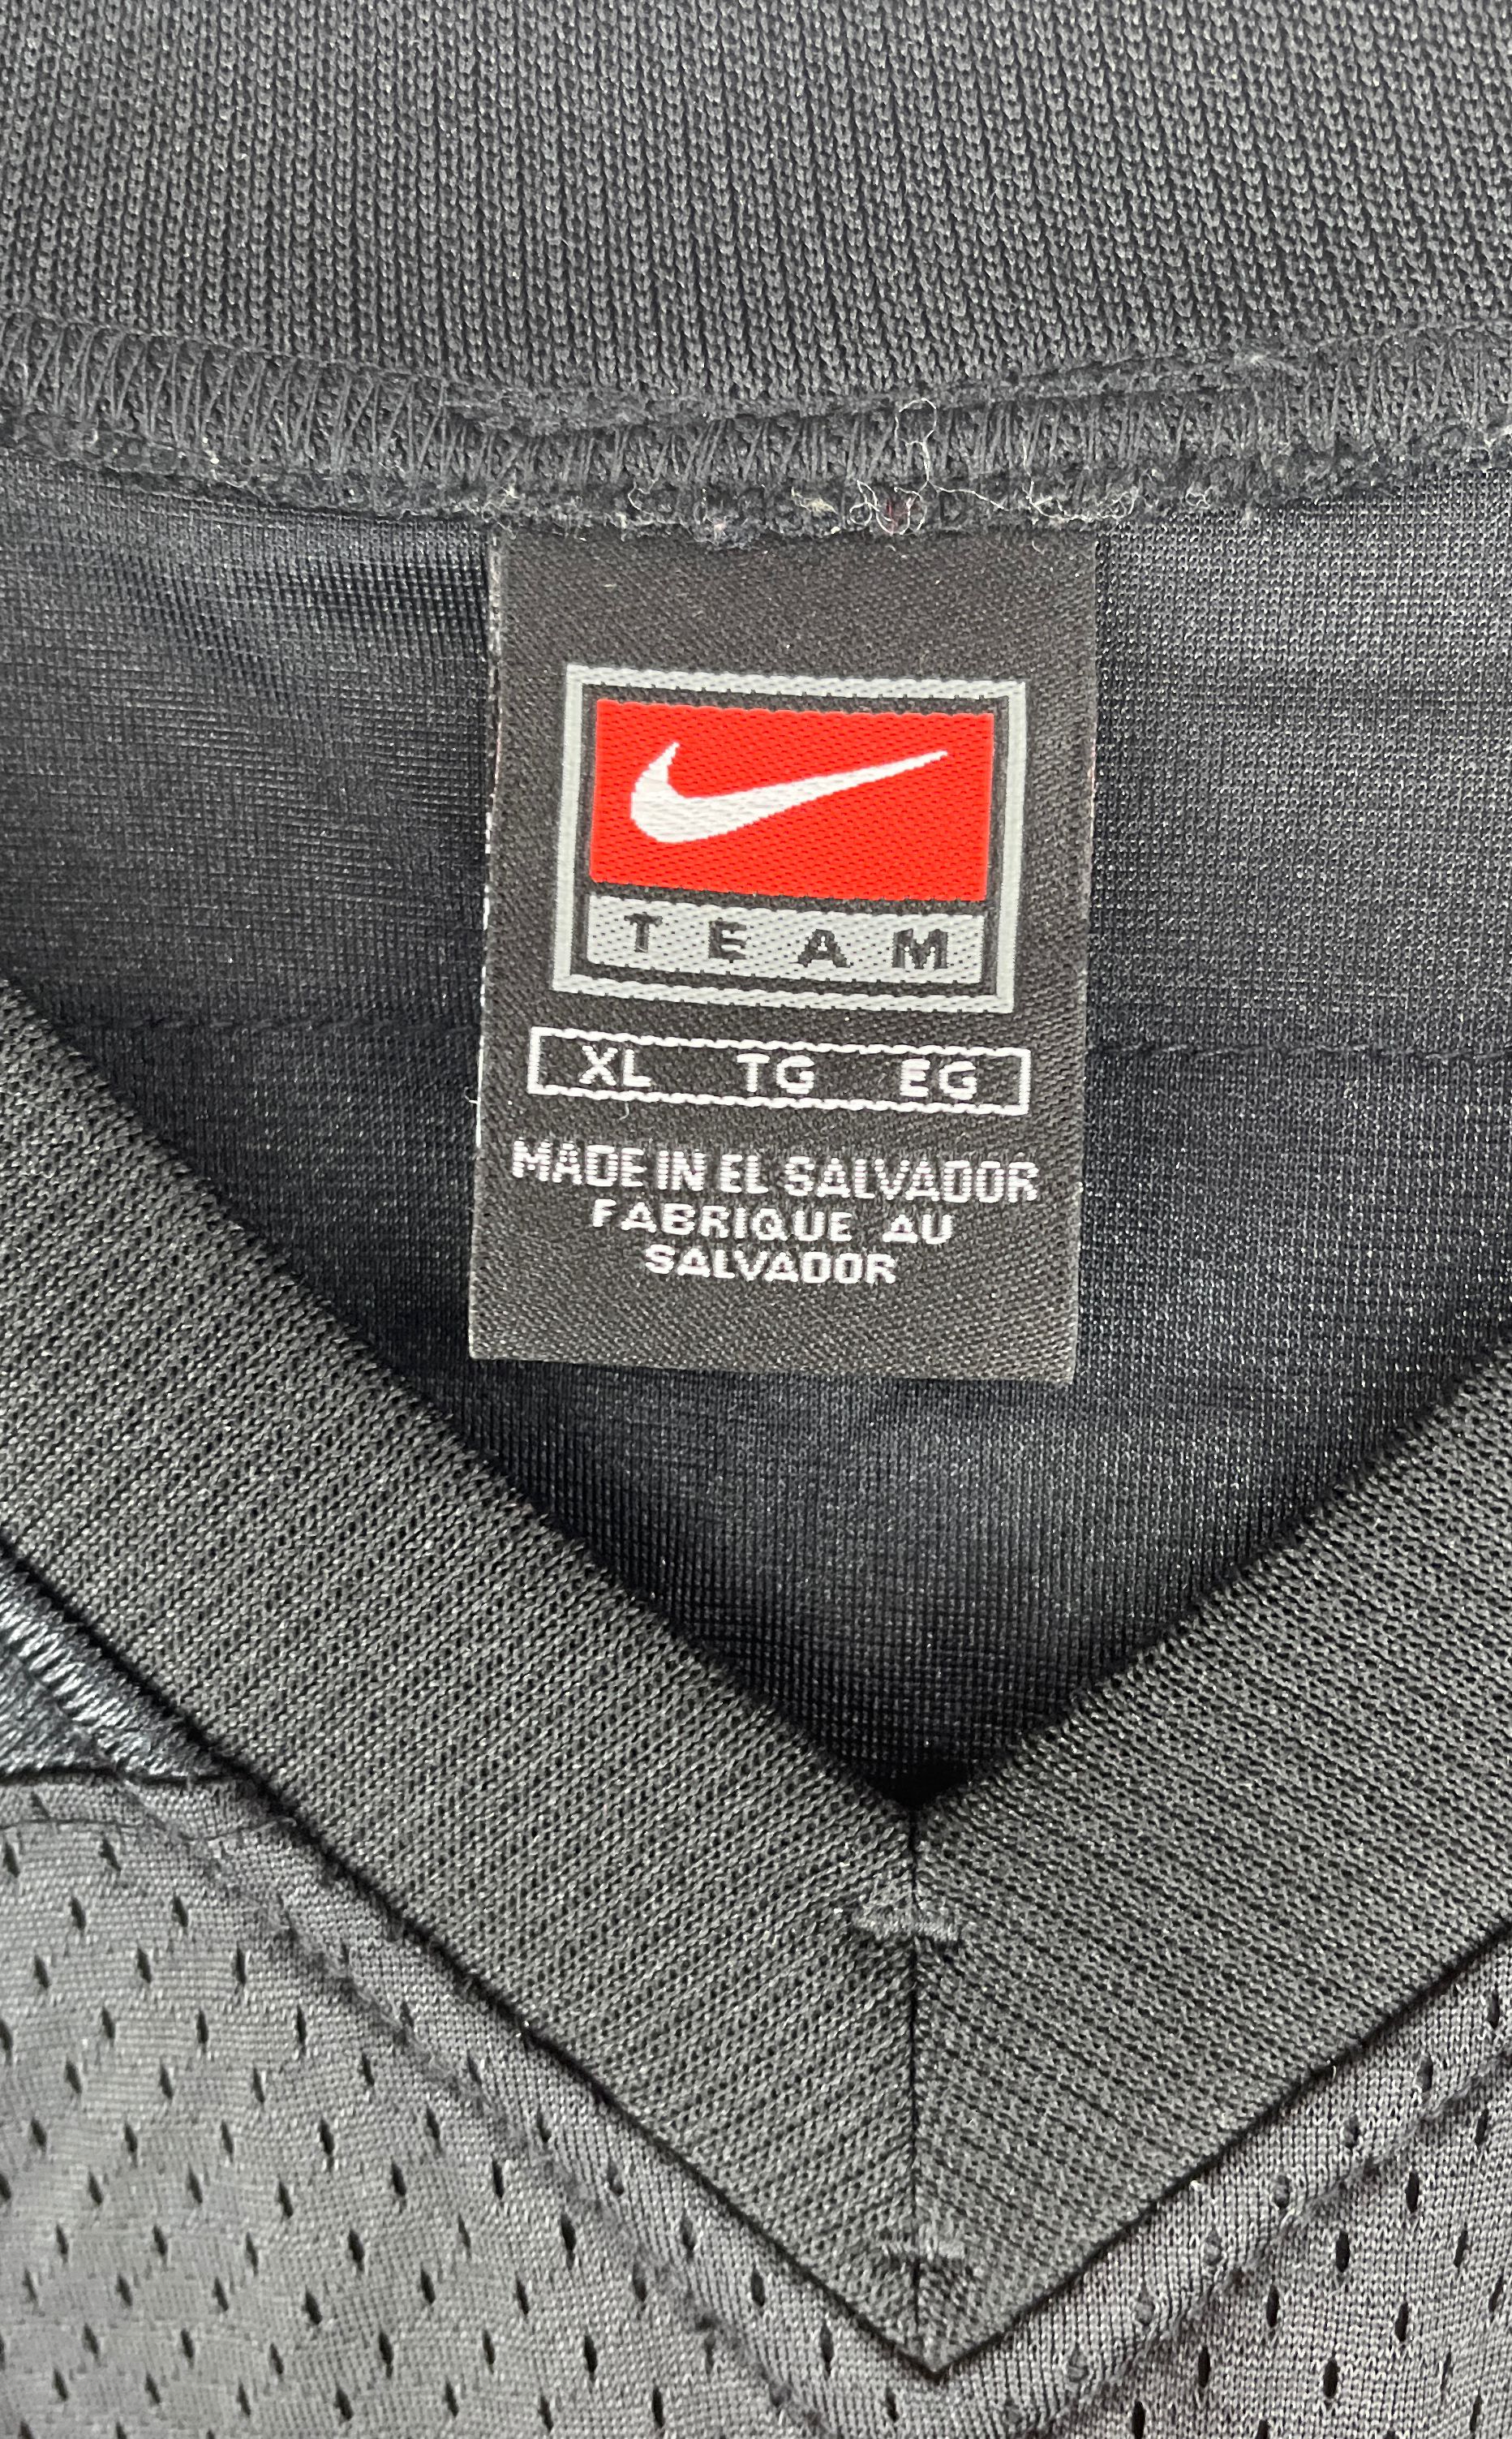 TEAM
XL TG EG
MADE IN EL SALVADOR
FABRIQUE AU
SALVADOR